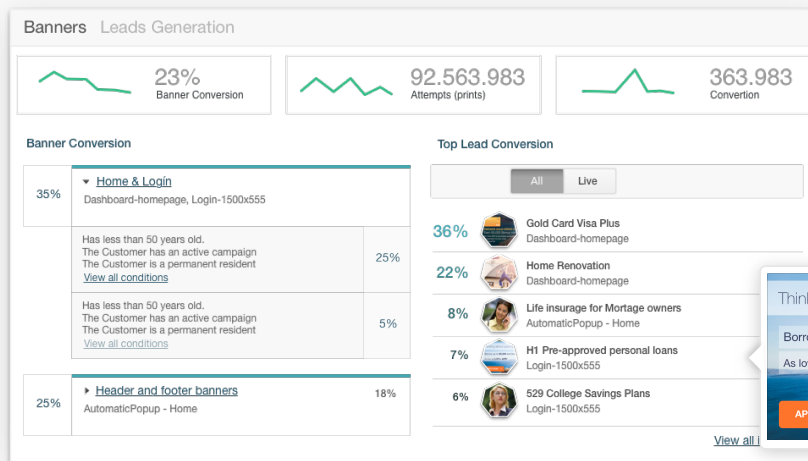 Banners Leads Generation
23%
Banner Conversion
92.563.983
Attempts (prints)
363.983
Convertion
Banner Conversion
35%
Home & Logín
Dashboard-homepage, Login-1500x555
Has less than 50 years old.
The Customer has an active campaign
The Customer is a permanent resident
View all conditions
25%
Has less than 50 years old.
The Customer has an active campaign
The Customer is a permanent resident
View all conditions
5%
25%
Header and footer banners
18%
AutomaticPopup - Home
Top Lead Conversion
All Live
36%
Gold Card Visa Plus
Dashboard-homepage
22%
Home Renovation
Dashboard-homepage
8%
Life insurage for Mortage owners
AutomaticPopup - Home
7%
H1 Pre-approved personal loans
Login-1500x555
6%
529 College Savings Plans
Login-1500x555
View all
Thin
Borr
As lo
AP